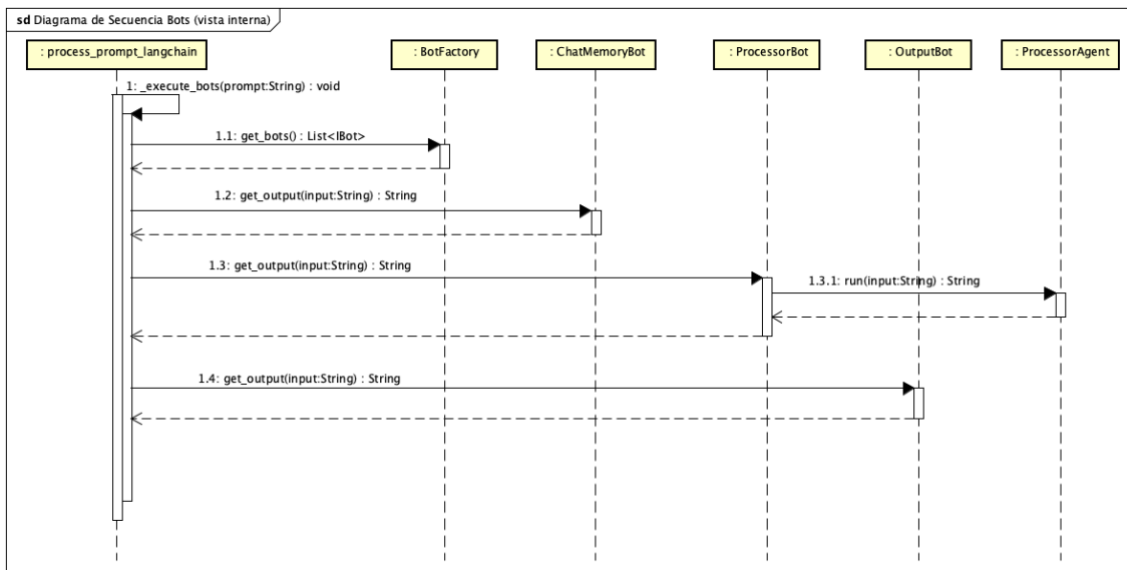 sd Diagrama de Secuencia Bots (vista interna)
: process_prompt_langchain
: BotFactory
: ChatMemoryBot
: ProcessorBot
: OutputBot
: ProcessorAgent
1: _execute_bots(prompt:String) : void
1.1: get_bots() : List<IBot>
1.2: get_output(input:String) : String
1.3: get_output(input:String) : String
1.3.1: run(input:String) : String
1.4: get_output(input:String) : String